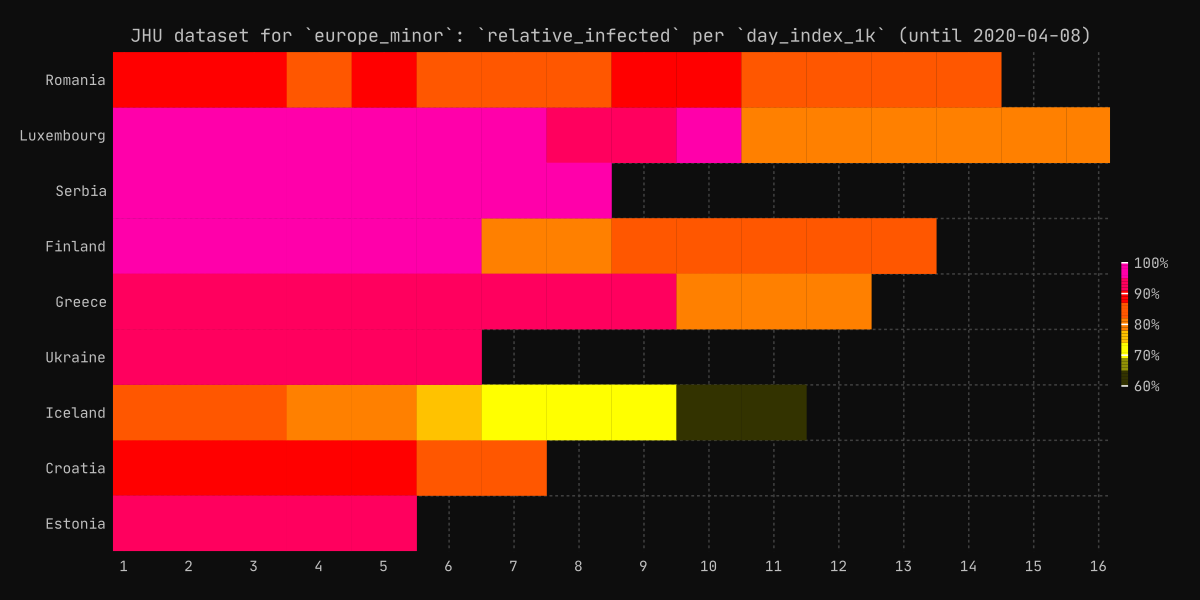 JHU dataset for `europe_minor`: `relative_infected` per `day_index_1k` (until 2020-04-08)
Romania
Luxembourg
Serbia
Finland
Greece
Ukraine
Iceland
Croatia
Estonia
1 2 3 4 5 6 7 8 9 10 11 12 13 14 15 16
100%
90%
80%
70%
60%